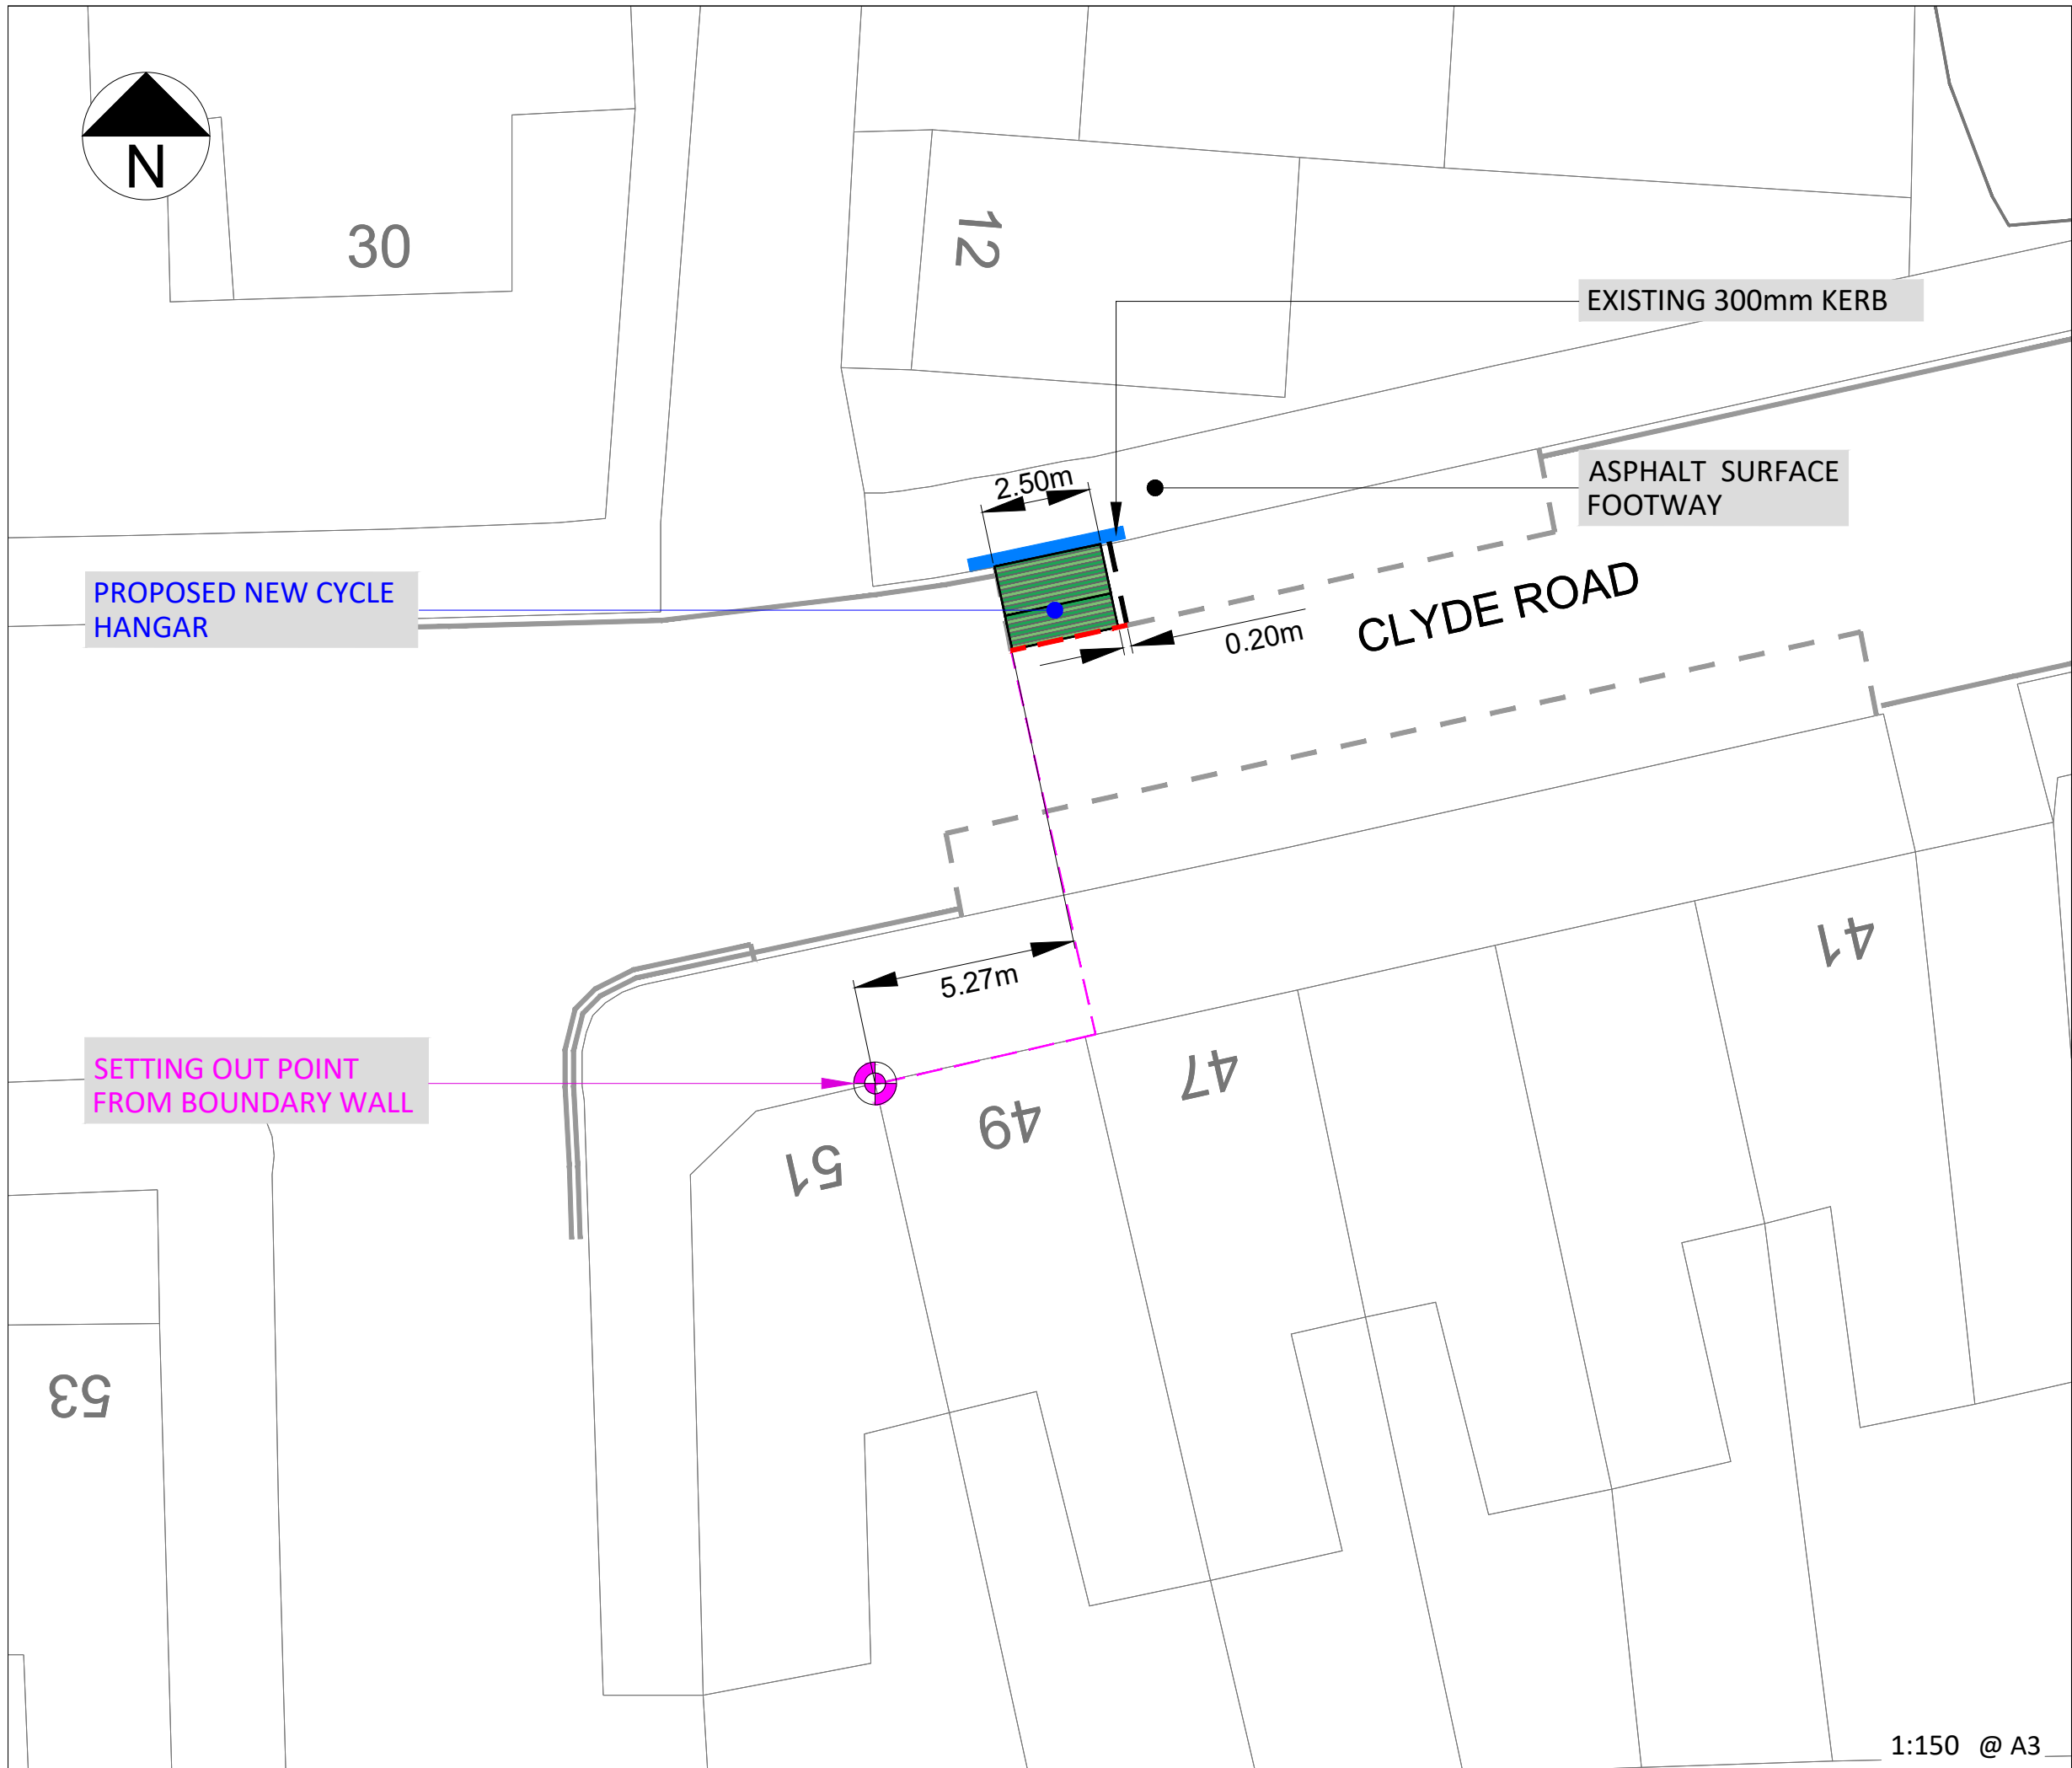 N
30
12
EXISTING 300mm KERB
2.50m
ASPHALT SURFACE
FOOTWAY
PROPOSED NEW CYCLE
HANGAR
CLYDE ROAD
0.20m
41
5.27m
SETTING OUT POINT
FROM BOUNDARY WALL
47
49
51
53
1:150 @ A3